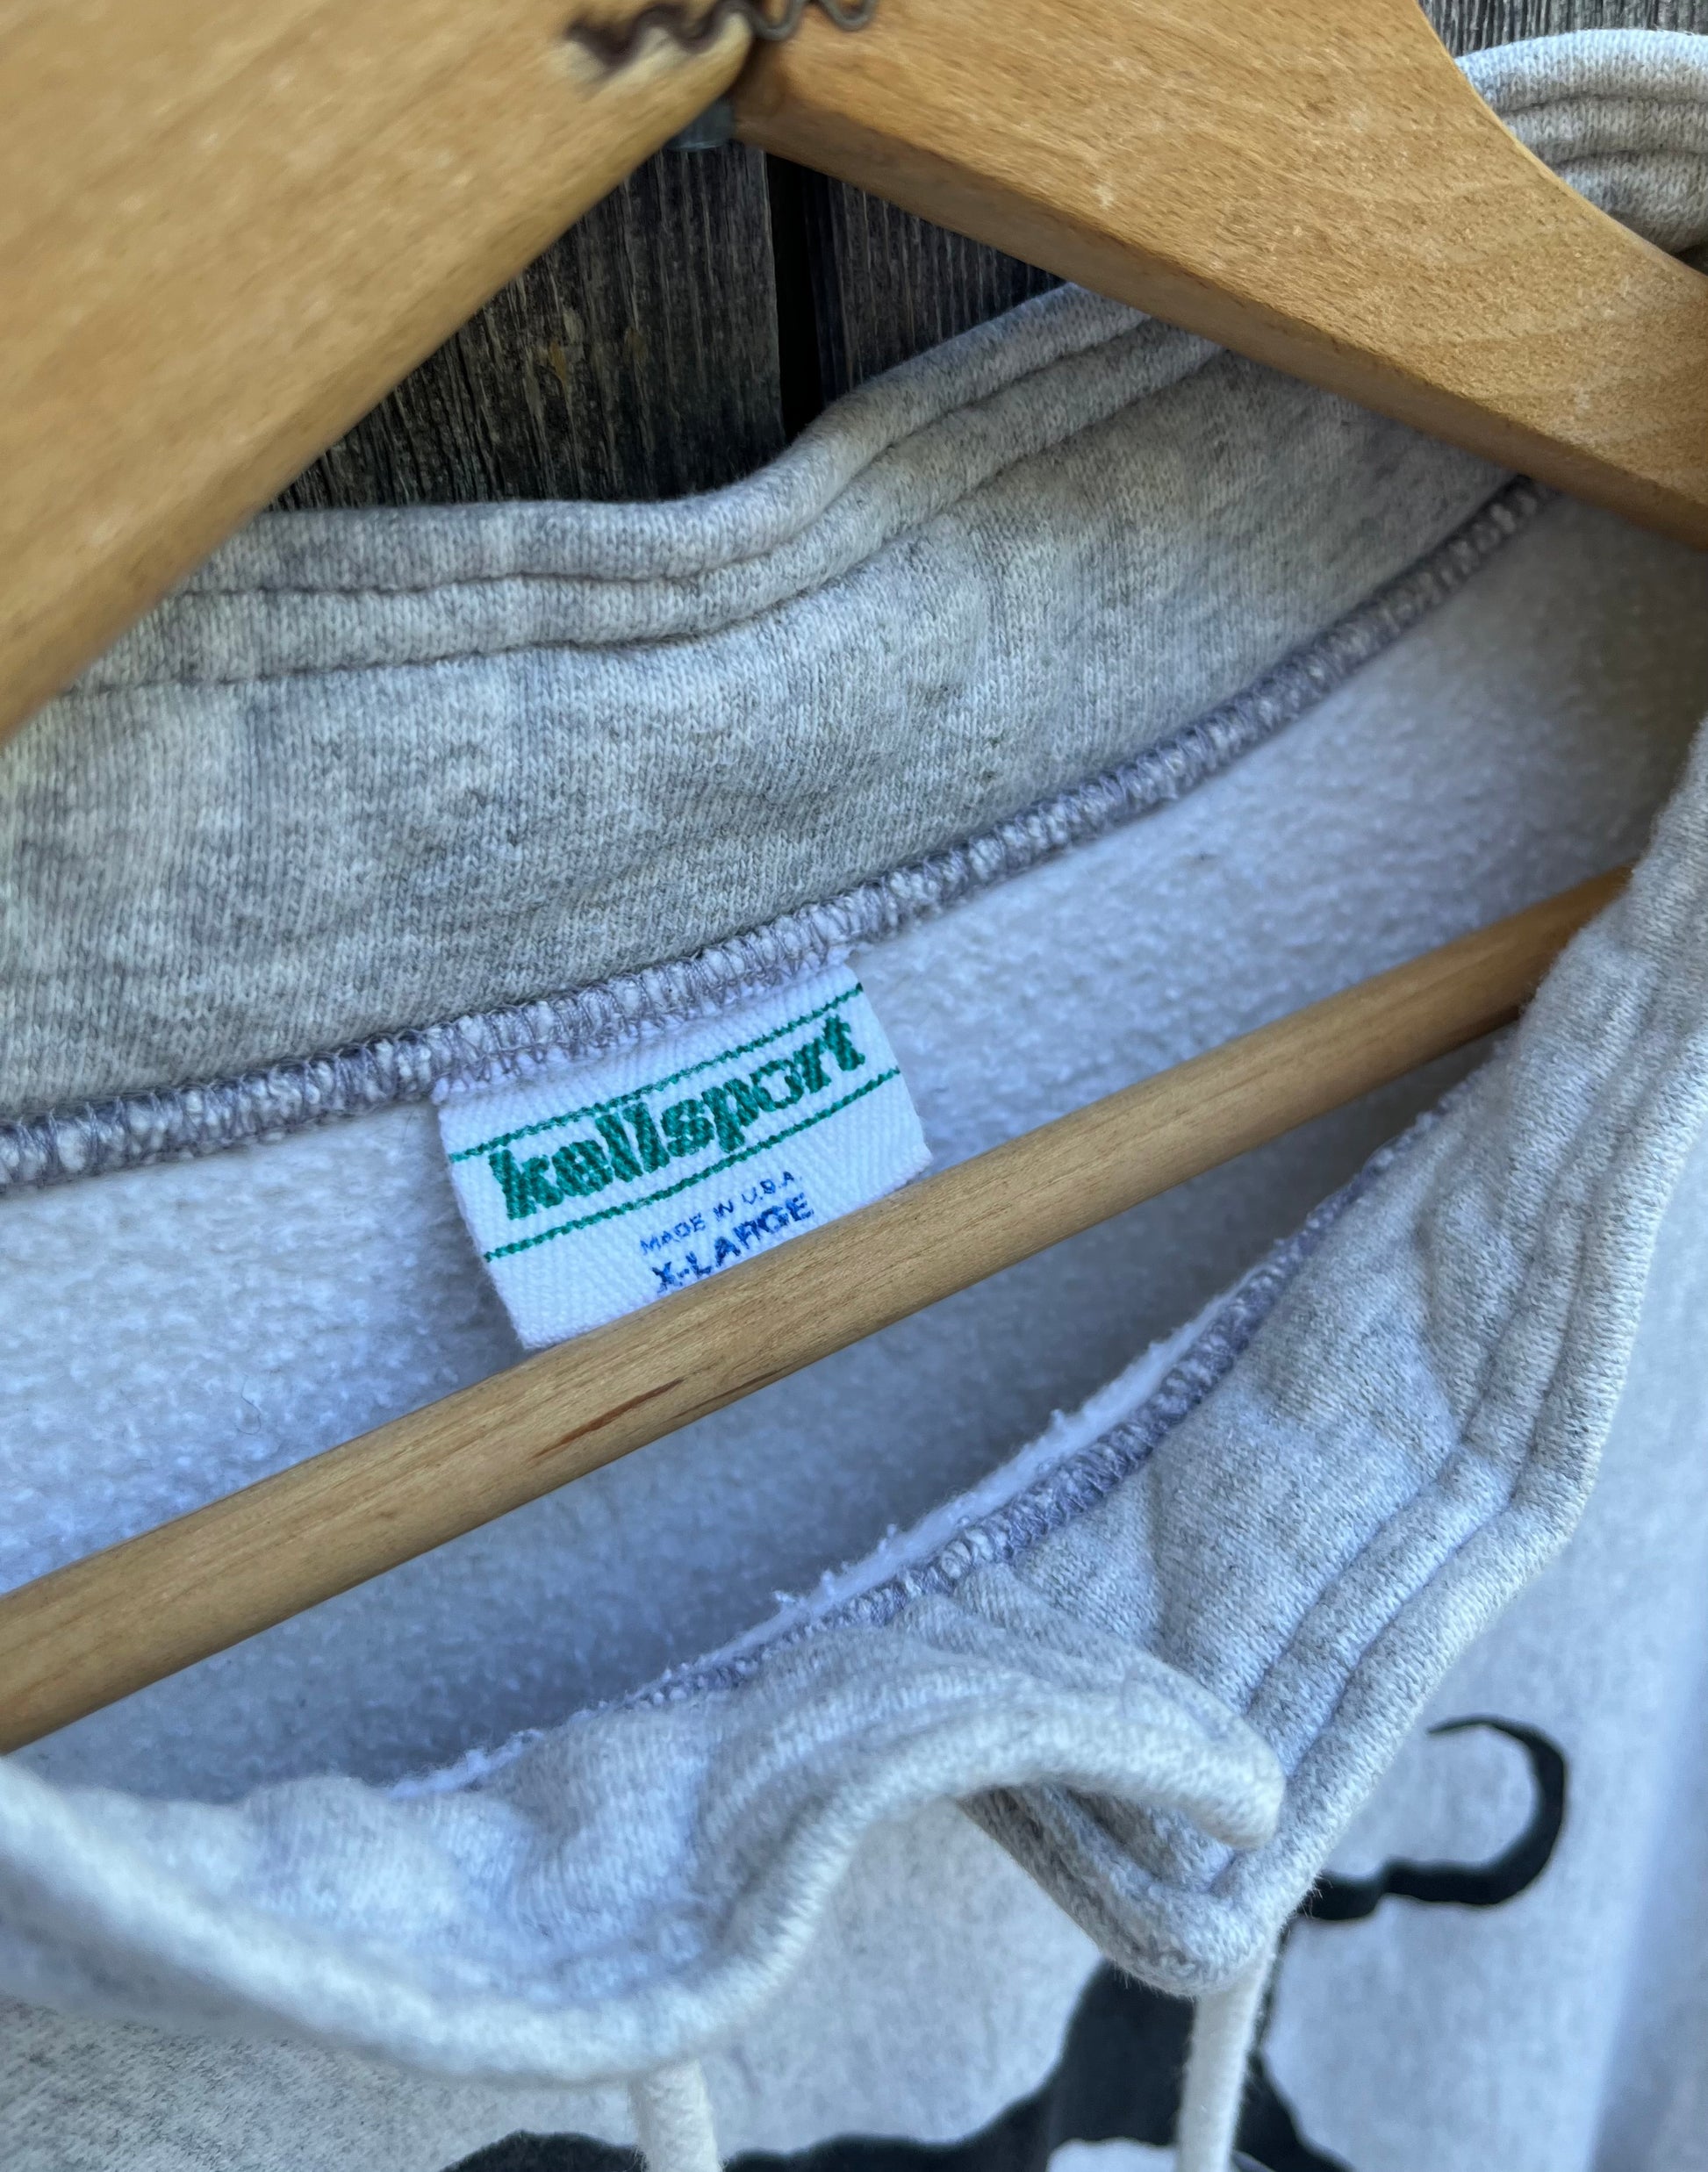 kellsport
MADE IN U.S.A.
X-LARGE